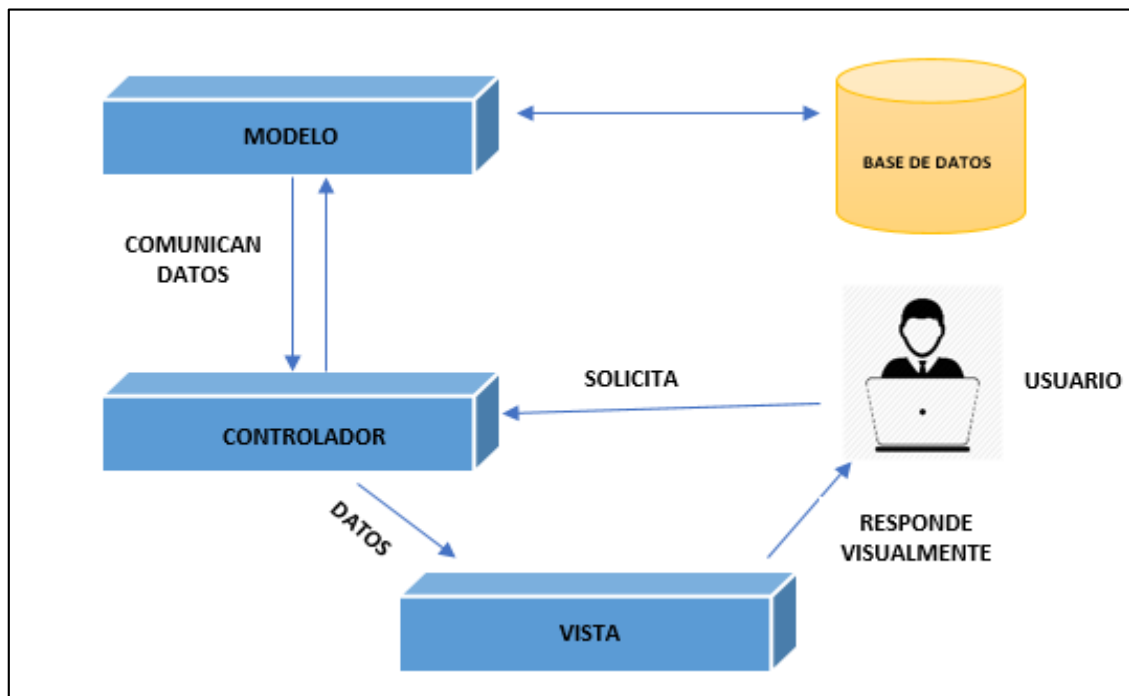 MODELO
BASE DE DATOS
COMUNICAN
DATOS
SOLICITA
USUARIO
CONTROLADOR
DATOS
RESPONDE
VISUALMENTE
VISTA